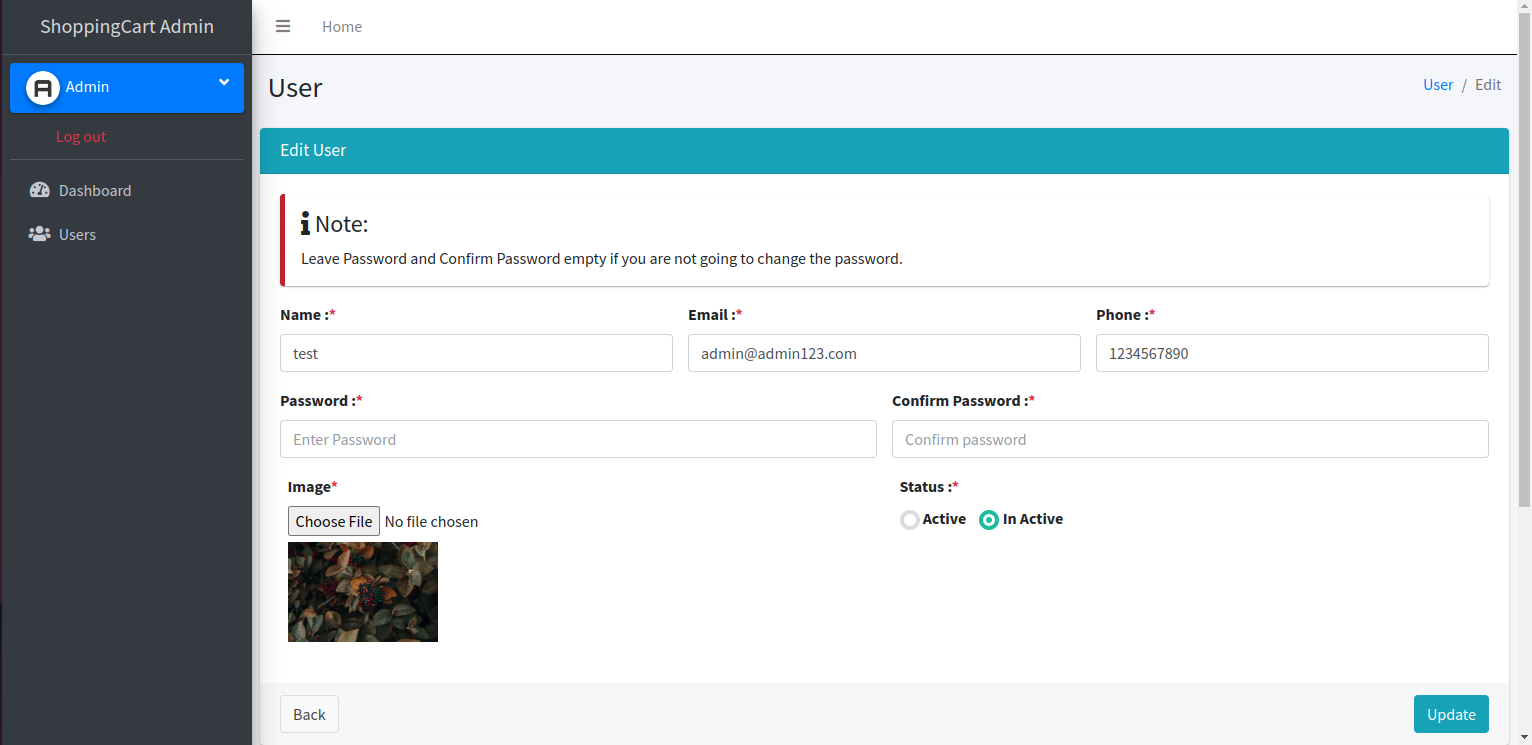 ShoppingCart Admin
Home
Admin
Log out
Dashboard
Users
User
User / Edit
Edit User
Note:
Leave Password and Confirm Password empty if you are not going to change the password.
Name :*
Email :*
Phone :*
test
admin@admin123.com
1234567890
Password :*
Confirm Password :*
Enter Password
Confirm password
Image*
Status :*
Choose File No file chosen
Active
In Active
Back
Update